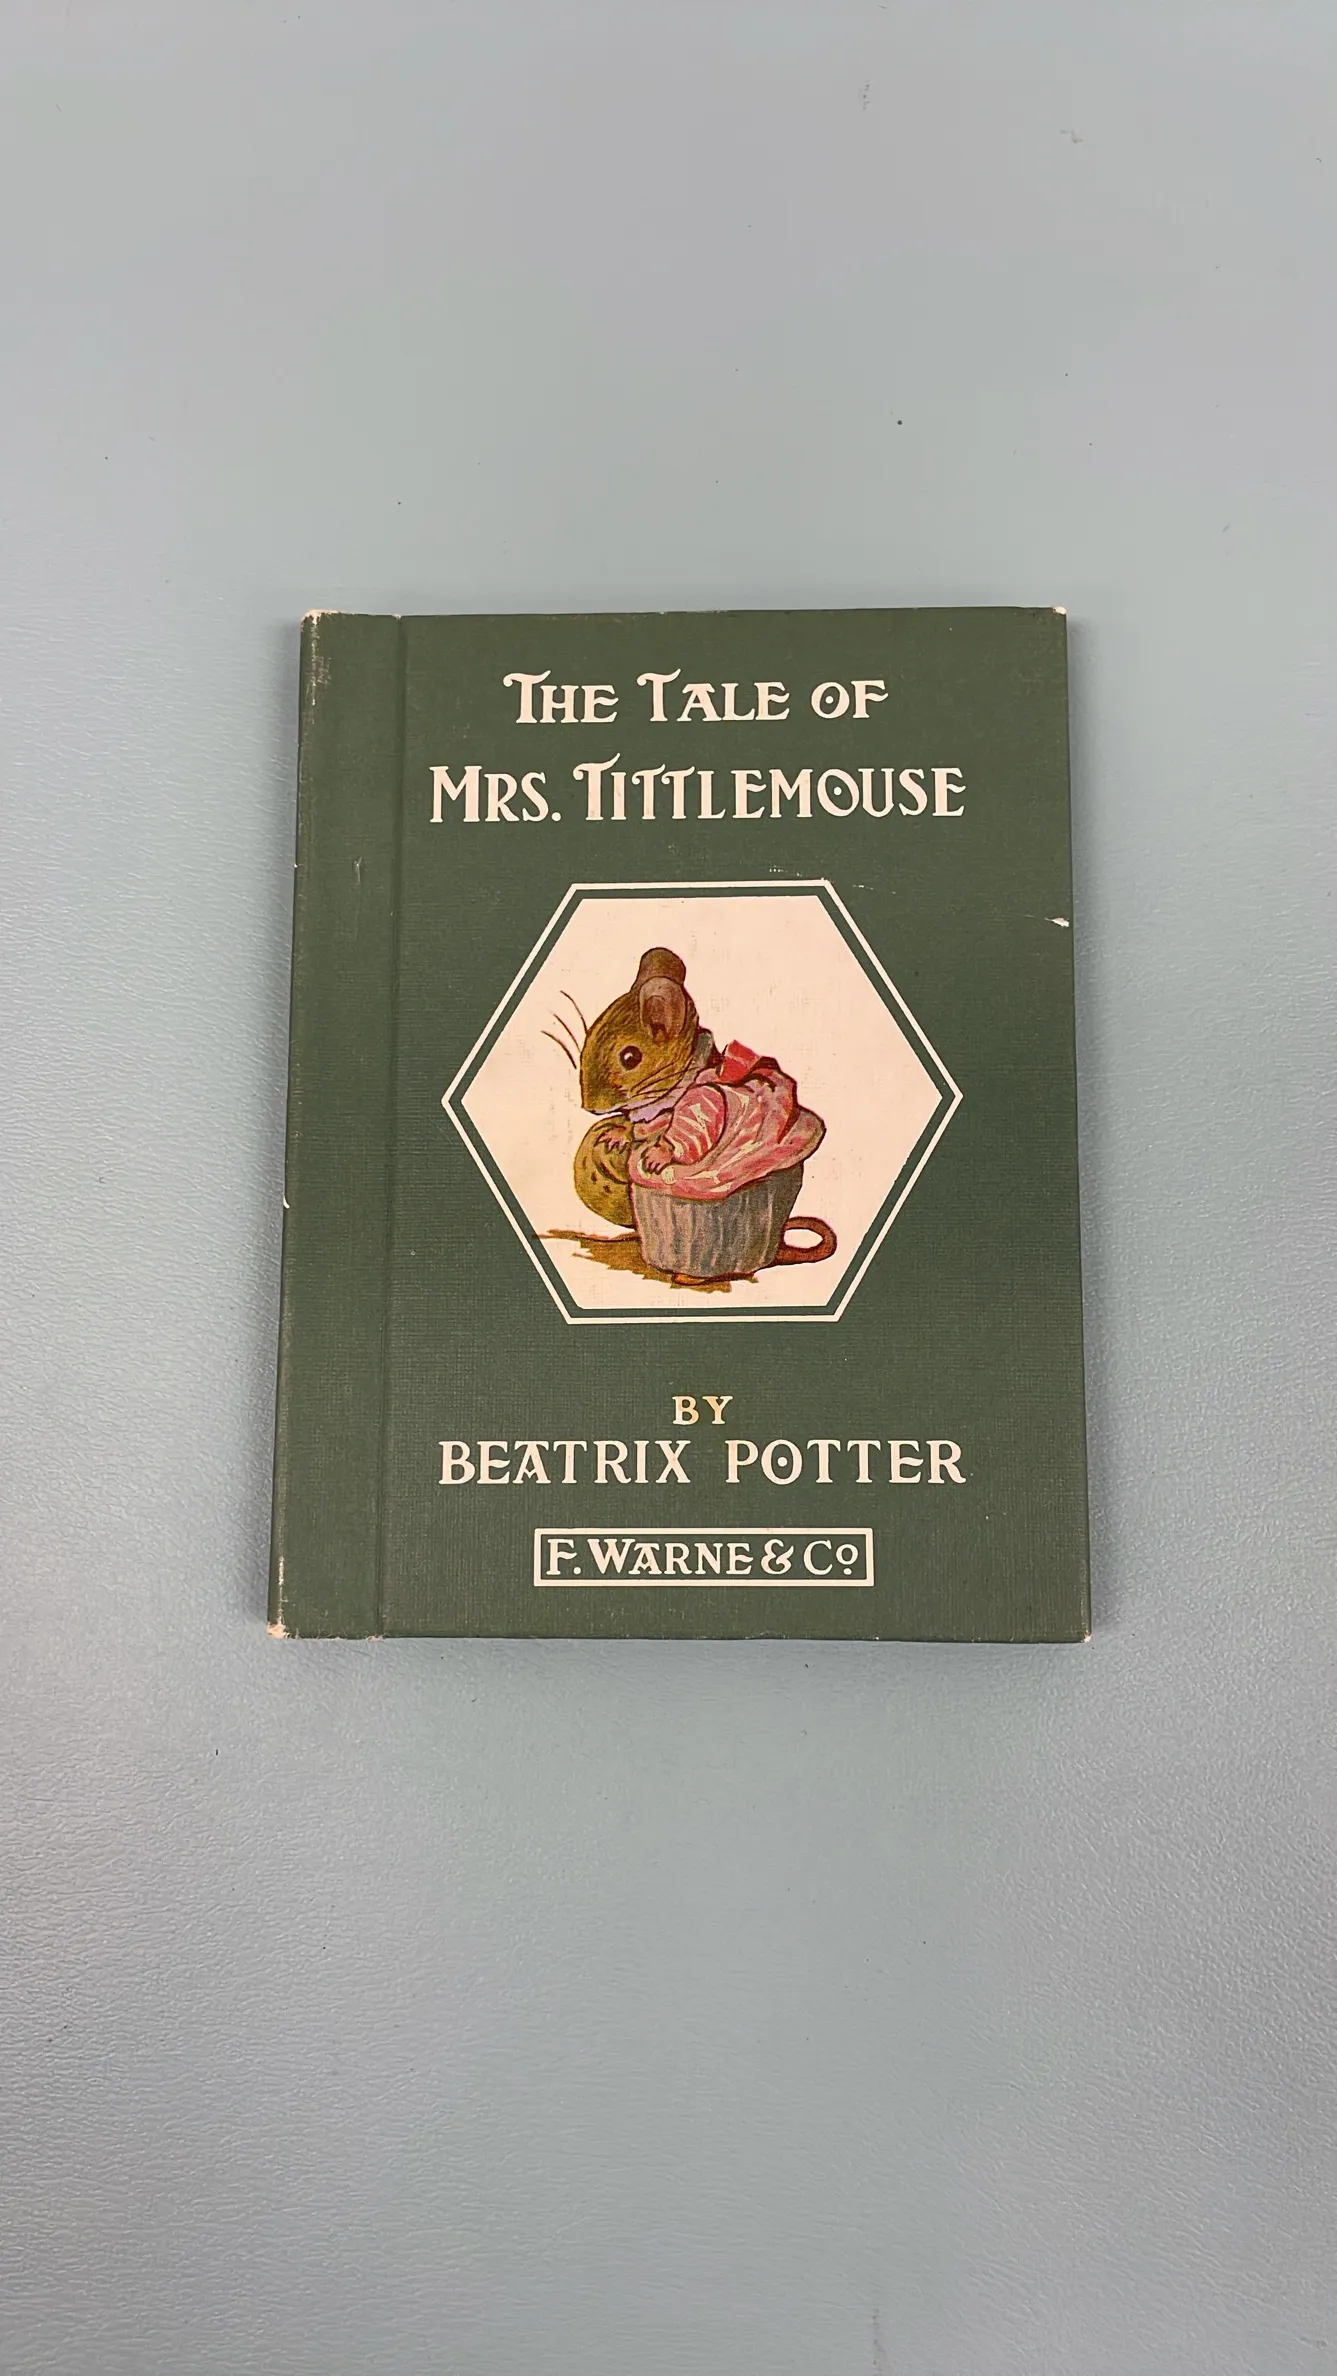 THE TALE OF
MRS. TITTLEMOUSE
BY
BEATRIX POTTER
F. WARNE & Co